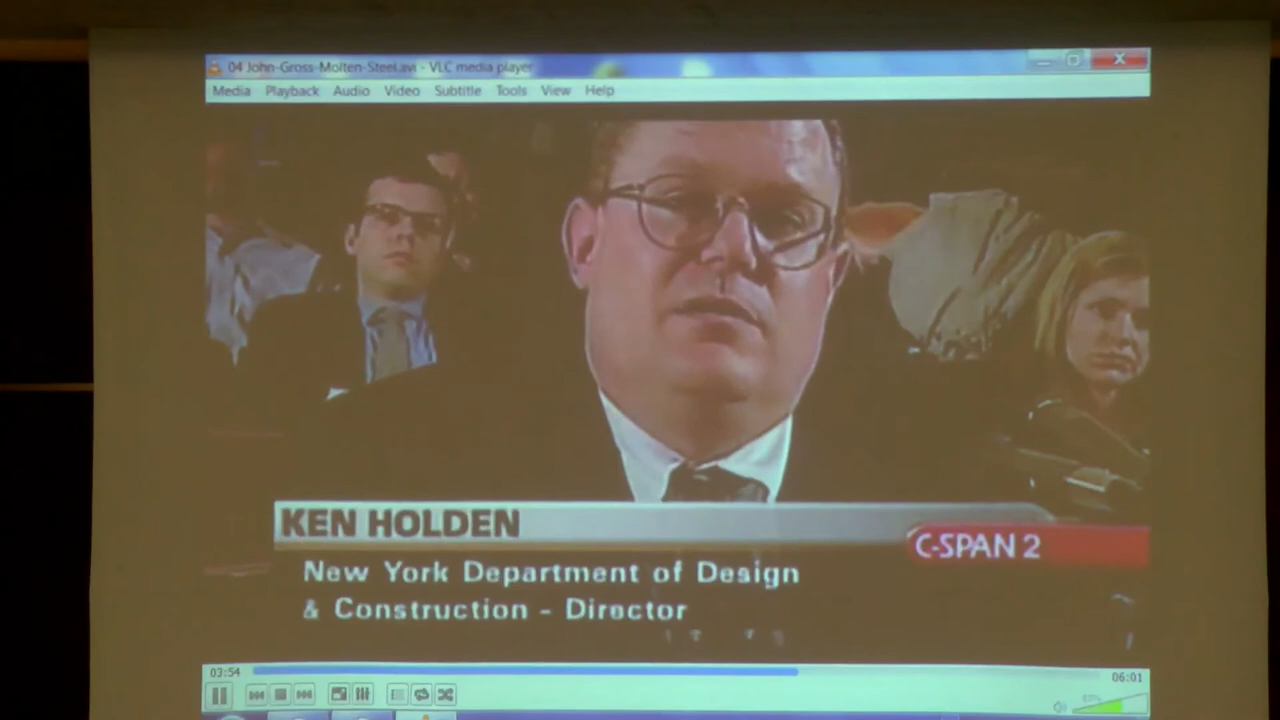 04 John-Gross-Molten-Steel.avi - VLC media player
Media Playback Audio Video Subtitle Tools View Help
KEN HOLDEN
C-SPAN 2
New York Department of Design
& Construction - Director
03:54
06:01